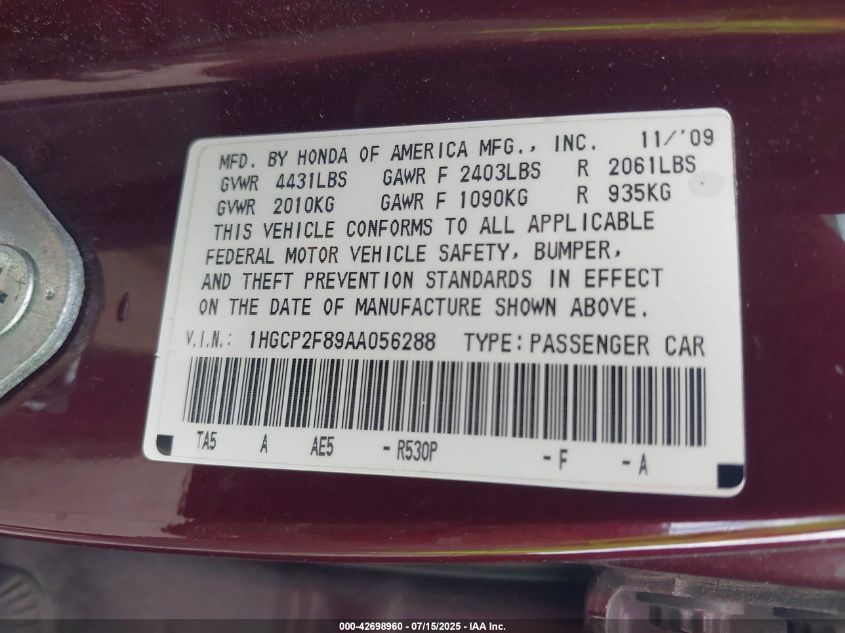 MFD. BY HONDA OF AMERICA MFG., INC. 11/'09
GVWR 4431LBS GAWR F 2403LBS R 2061LBS
GVWR 2010KG GAWR F 1090KG R 935KG
THIS VEHICLE CONFORMS TO ALL APPLICABLE
FEDERAL MOTOR VEHICLE SAFETY, BUMPER,
AND THEFT PREVENTION STANDARDS IN EFFECT
ON THE DATE OF MANUFACTURE SHOWN ABOVE.
V.I.N.: 1HGCP2F89AA056288 TYPE:PASSENGER CAR
TA5 A AE5 -R530P -F -A
000-42698960 - 07/15/2025 - IAA Inc.